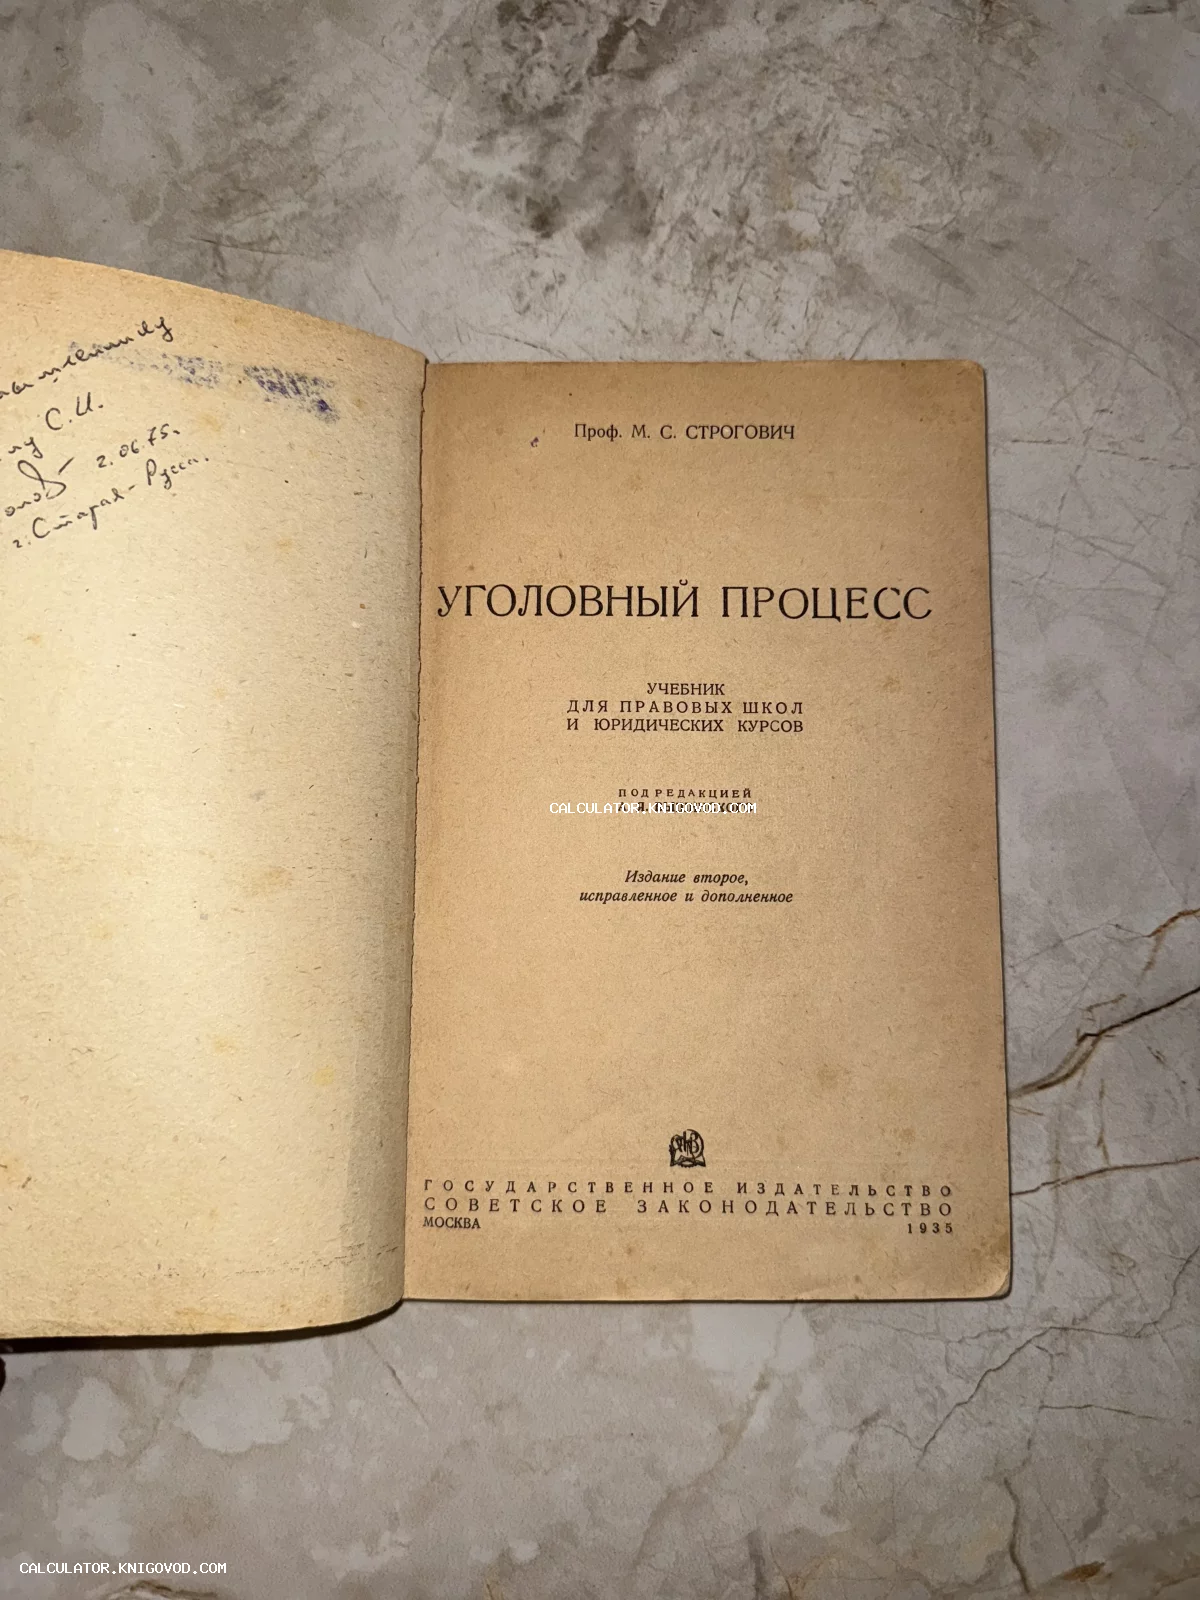 С. И.
2.06.75.
г. Старая-Русса.
Проф. М. С. СТРОГОВИЧ
УГОЛОВНЫЙ ПРОЦЕСС
УЧЕБНИК
ДЛЯ ПРАВОВЫХ ШКОЛ
И ЮРИДИЧЕСКИХ КУРСОВ
ПОД РЕДАКЦИЕЙ
CALCULATOR.KNIGOVOD.COM
Издание второе,
исправленное и дополненное
ГОСУДАРСТВЕННОЕ ИЗДАТЕЛЬСТВО
СОВЕТСКОЕ ЗАКОНОДАТЕЛЬСТВО
МОСКВА 1935
CALCULATOR.KNIGOVOD.COM